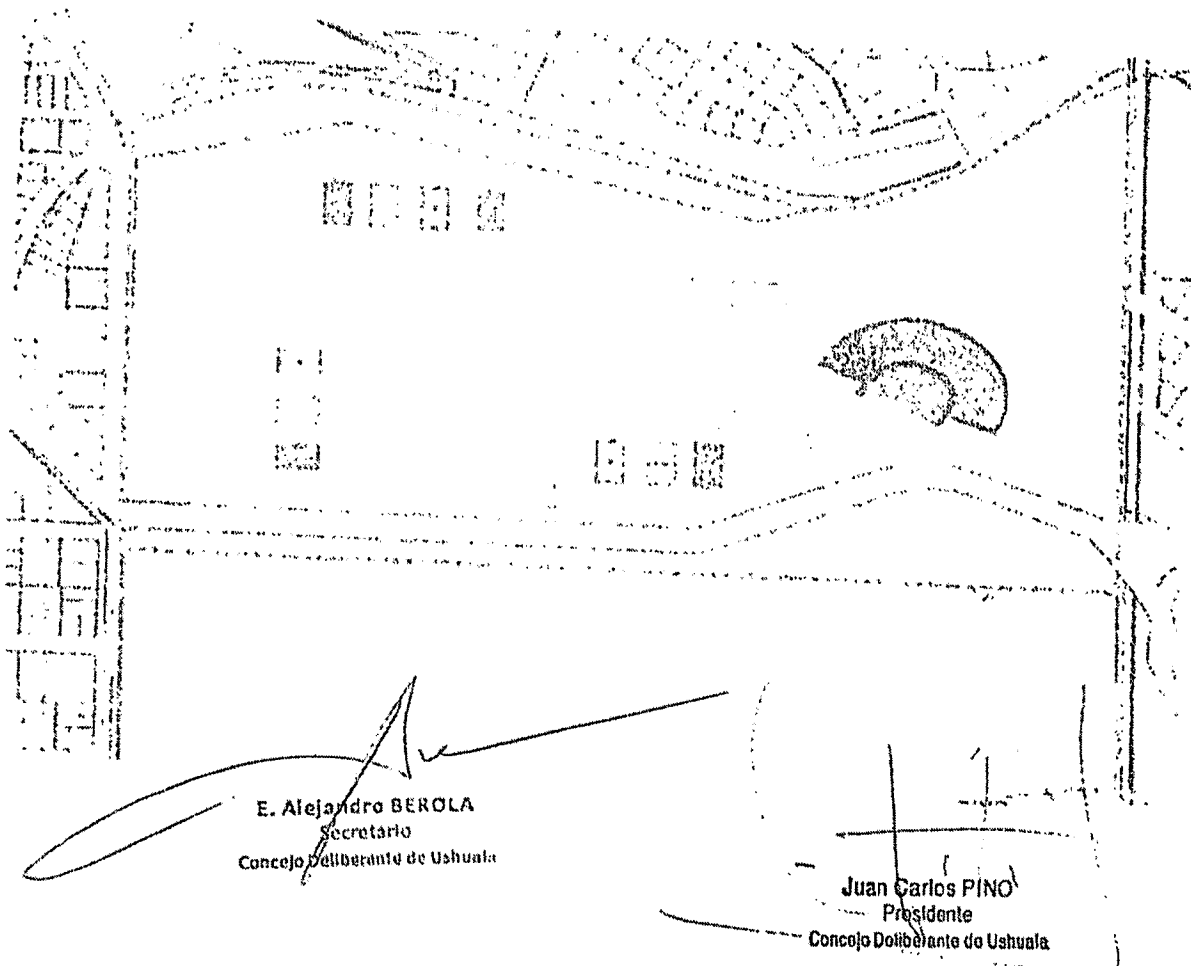 E. Alejandro BEROLA
Secretario
Concejo Deliberante de Ushuaia
Juan Carlos PINO
Presidente
Concejo Deliberante de Ushuaia